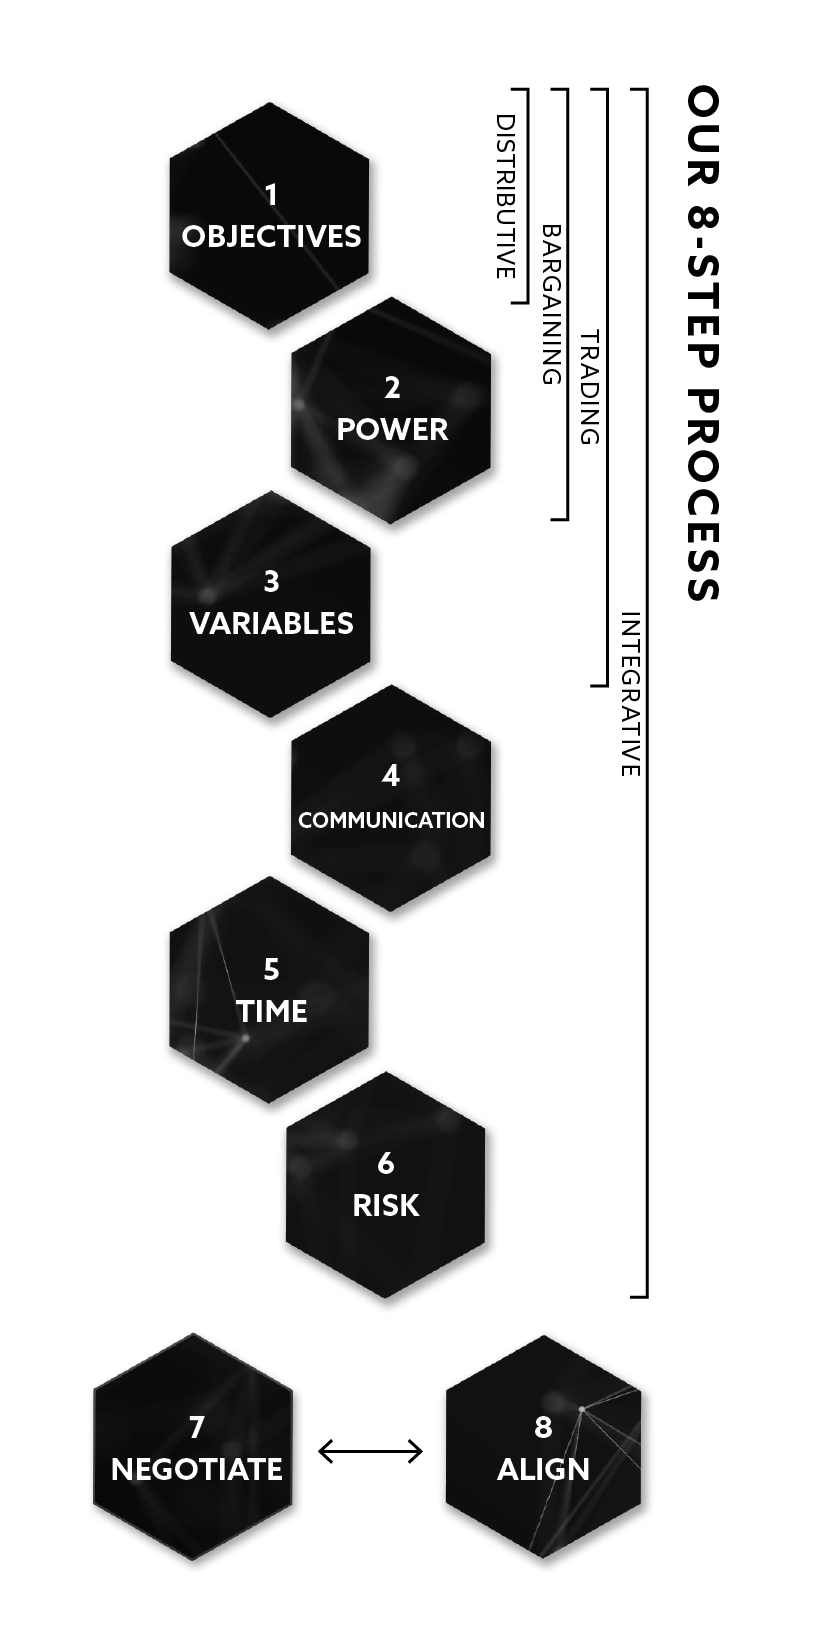 OUR 8-STEP PROCESS
DISTRIBUTIVE
BARGAINING
TRADING
INTEGRATIVE
1
OBJECTIVES
2
POWER
3
VARIABLES
4
COMMUNICATION
5
TIME
6
RISK
7
NEGOTIATE
8
ALIGN